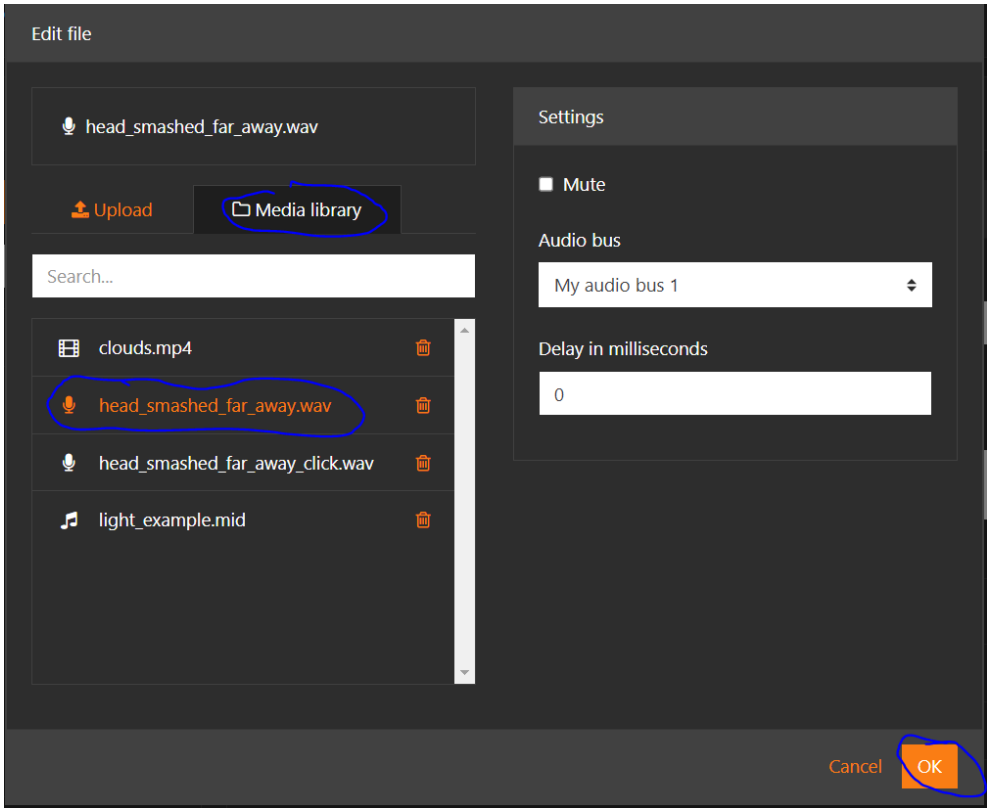 Edit file
head_smashed_far_away.wav
Upload
Media library
Search...
clouds.mp4
head_smashed_far_away.wav
head_smashed_far_away_click.wav
light_example.mid
Settings
Mute
Audio bus
My audio bus 1
Delay in milliseconds
0
Cancel
OK